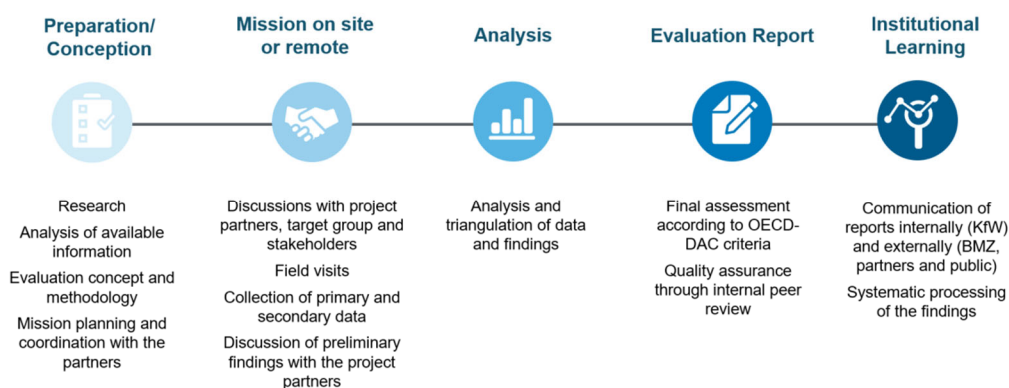 Preparation/
Conception
Research
Analysis of available
information
Evaluation concept and
methodology
Mission planning and
coordination with the
partners
Mission on site
or remote
Discussions with project
partners, target group and
stakeholders
Field visits
Collection of primary and
secondary data
Discussion of preliminary
findings with the project
partners
Analysis
Analysis and
triangulation of data
and findings
Evaluation Report
Final assessment
according to OECD-
DAC criteria
Quality assurance
through internal peer
review
Institutional
Learning
Communication of
reports internally (KfW)
and externally (BMZ,
partners and public)
Systematic processing
of the findings